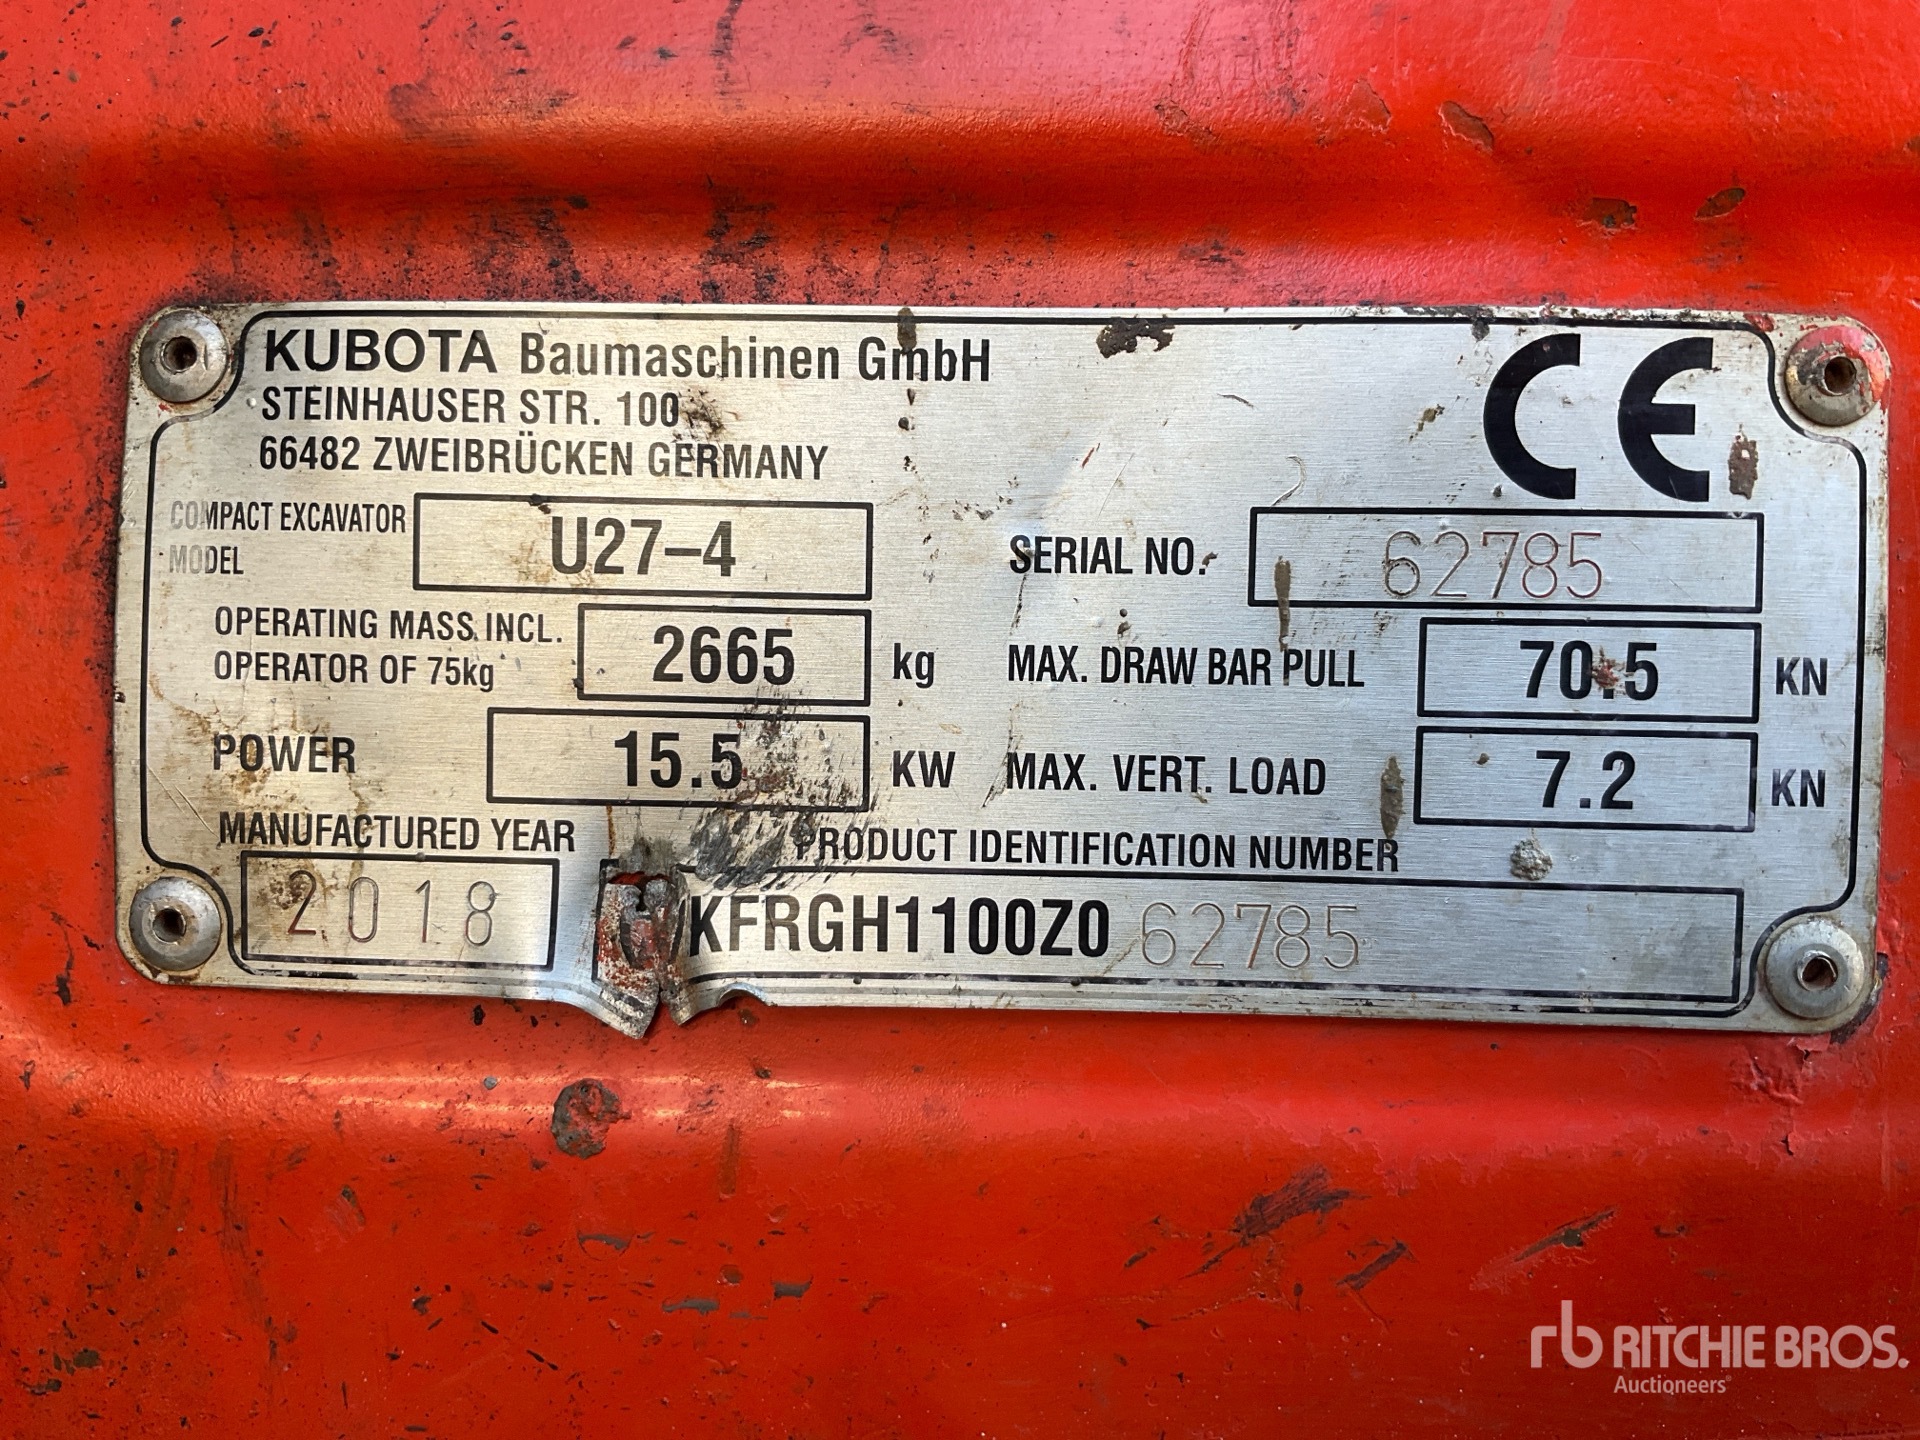 KUBOTA Baumaschinen GmbH
STEINHAUSER STR. 100
66482 ZWEIBRÜCKEN GERMANY
CE
COMPACT EXCAVATOR
MODEL
U27-4
SERIAL NO.
62785
OPERATING MASS INCL.
OPERATOR OF 75kg
2665 kg
MAX. DRAW BAR PULL
70.5 KN
POWER
15.5 KW
MAX. VERT. LOAD
7.2 KN
MANUFACTURED YEAR
2018
PRODUCT IDENTIFICATION NUMBER
KFRGH1100Z0 62785
rb RITCHIE BROS.
Auctioneers